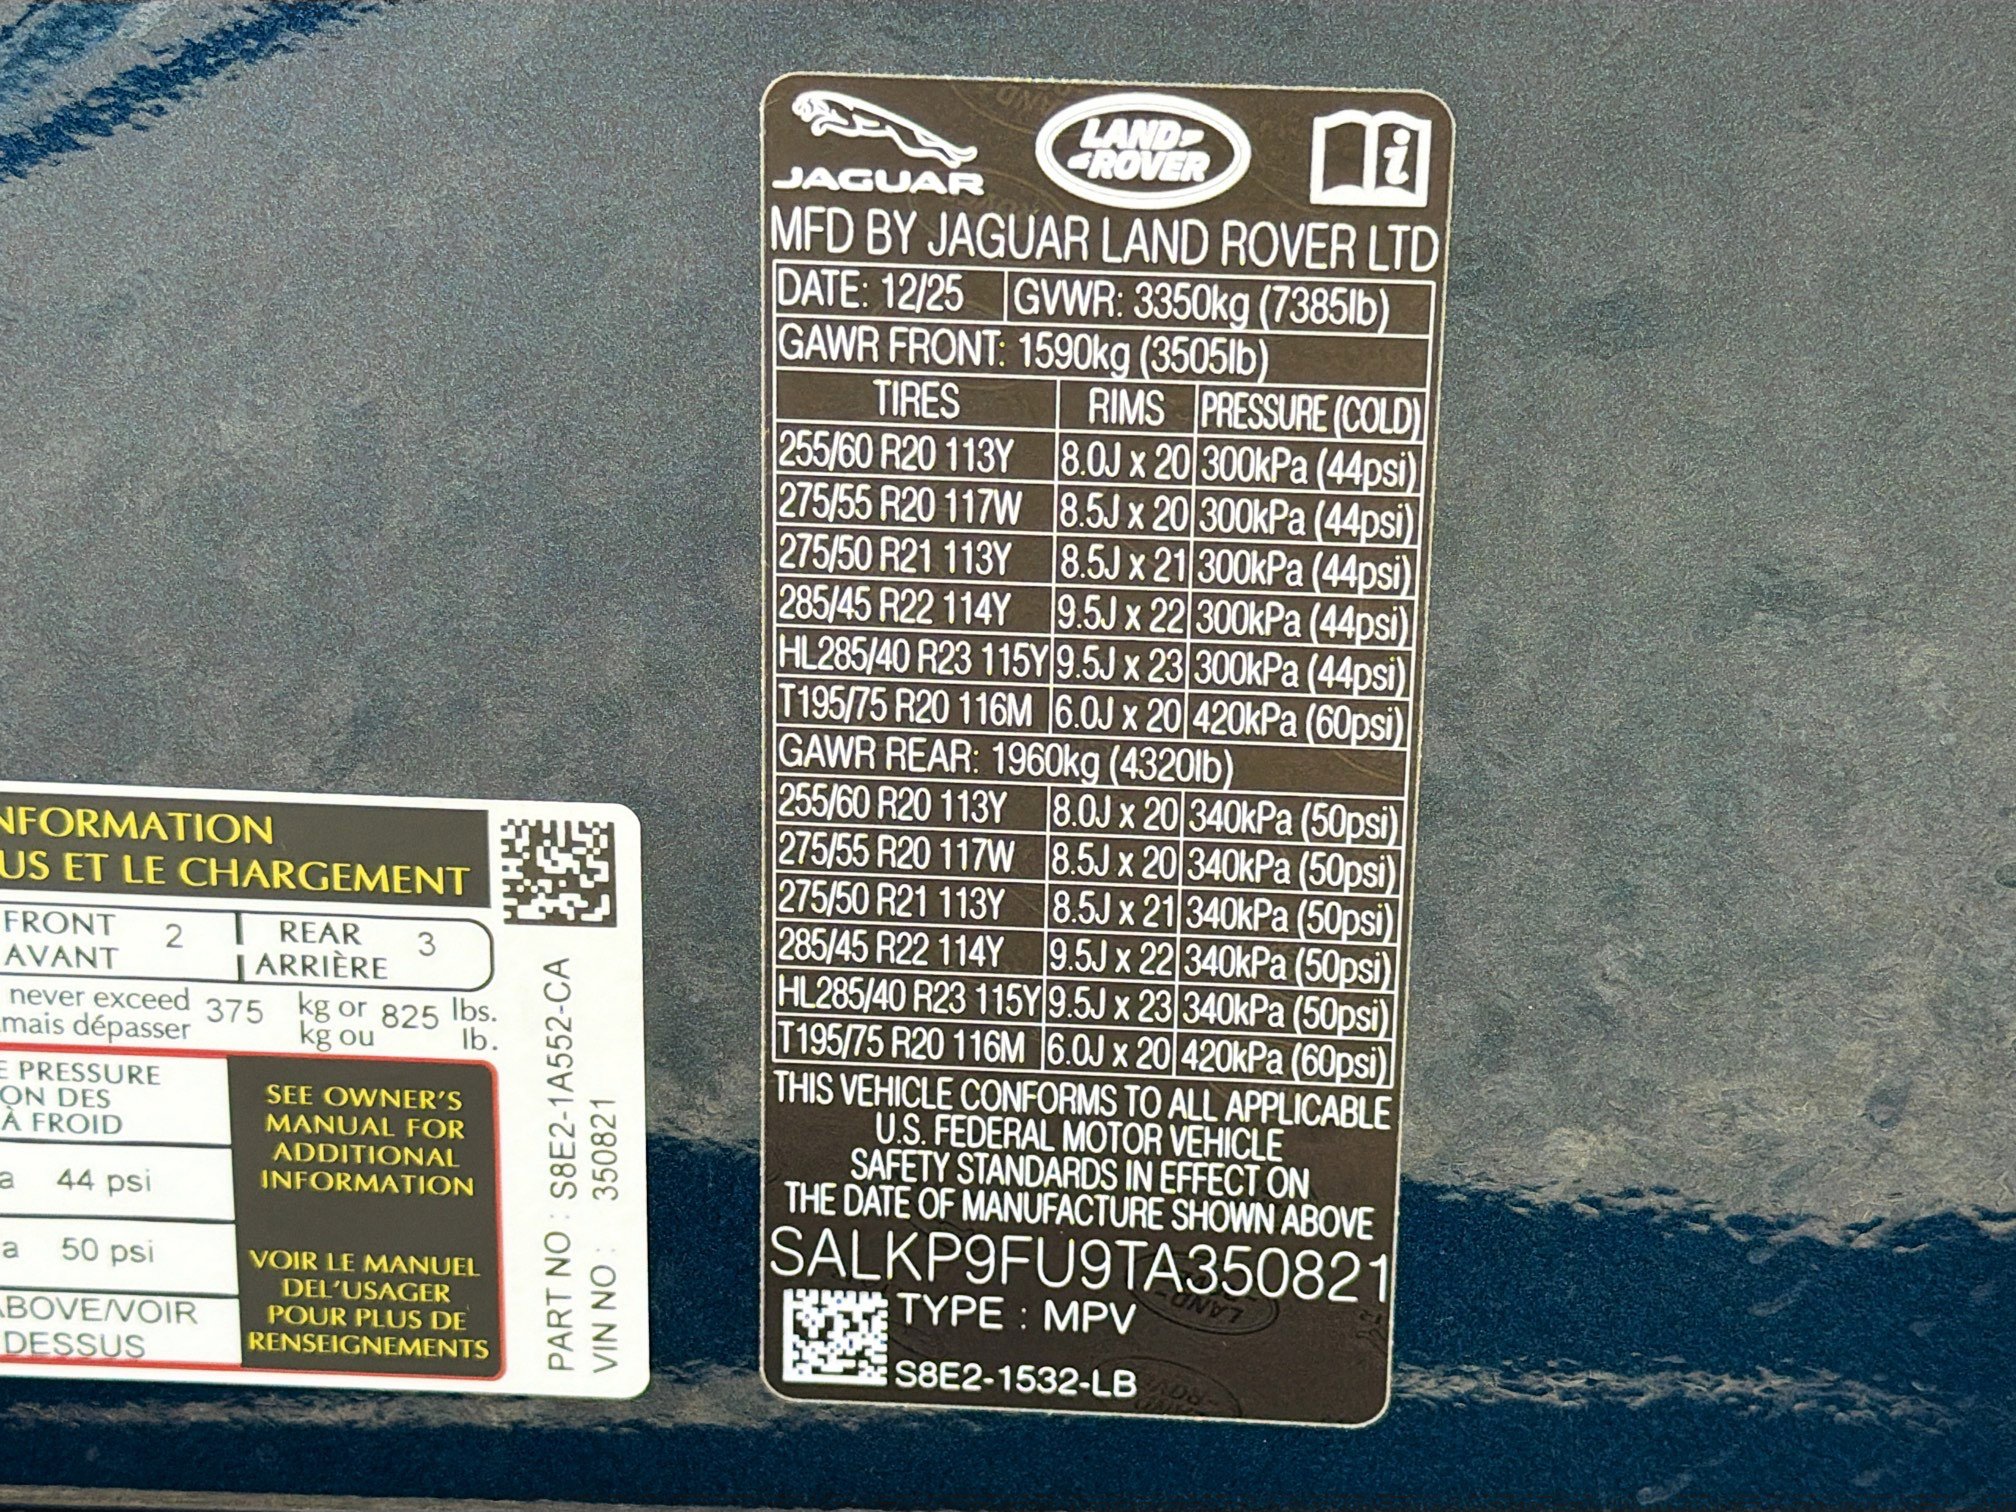 JAGUAR
LAND ROVER
MFD BY JAGUAR LAND ROVER LTD
DATE: 12/25 GVWR: 3350kg (7385lb)
GAWR FRONT: 1590kg (3505lb)
TIRES RIMS PRESSURE (COLD)
255/60 R20 113Y 8.0J x 20 300kPa (44psi)
275/55 R20 117W 8.5J x 20 300kPa (44psi)
275/50 R21 113Y 8.5J x 21 300kPa (44psi)
285/45 R22 114Y 9.5J x 22 300kPa (44psi)
HL285/40 R23 115Y 9.5J x 23 300kPa (44psi)
T195/75 R20 116M 6.0J x 20 420kPa (60psi)
GAWR REAR: 1960kg (4320lb)
255/60 R20 113Y 8.0J x 20 340kPa (50psi)
275/55 R20 117W 8.5J x 20 340kPa (50psi)
275/50 R21 113Y 8.5J x 21 340kPa (50psi)
285/45 R22 114Y 9.5J x 22 340kPa (50psi)
HL285/40 R23 115Y 9.5J x 23 340kPa (50psi)
T195/75 R20 116M 6.0J x 20 420kPa (60psi)
THIS VEHICLE CONFORMS TO ALL APPLICABLE
U.S. FEDERAL MOTOR VEHICLE
SAFETY STANDARDS IN EFFECT ON
THE DATE OF MANUFACTURE SHOWN ABOVE
SALKP9FU9TA350821
TYPE : MPV
S8E2-1532-LB
NFORMATION
US ET LE CHARGEMENT
FRONT 2 REAR 3
AVANT ARRIÈRE
never exceed 375 kg or 825 lbs.
mais dépasser kg ou lb.
E PRESSURE
ON DES
À FROID
a 44 psi
a 50 psi
ABOVE/VOIR
DESSUS
SEE OWNER'S
MANUAL FOR
ADDITIONAL
INFORMATION
VOIR LE MANUEL
DEL'USAGER
POUR PLUS DE
RENSEIGNEMENTS
PART NO : S8E2-1A552-CA
VIN NO : 350821